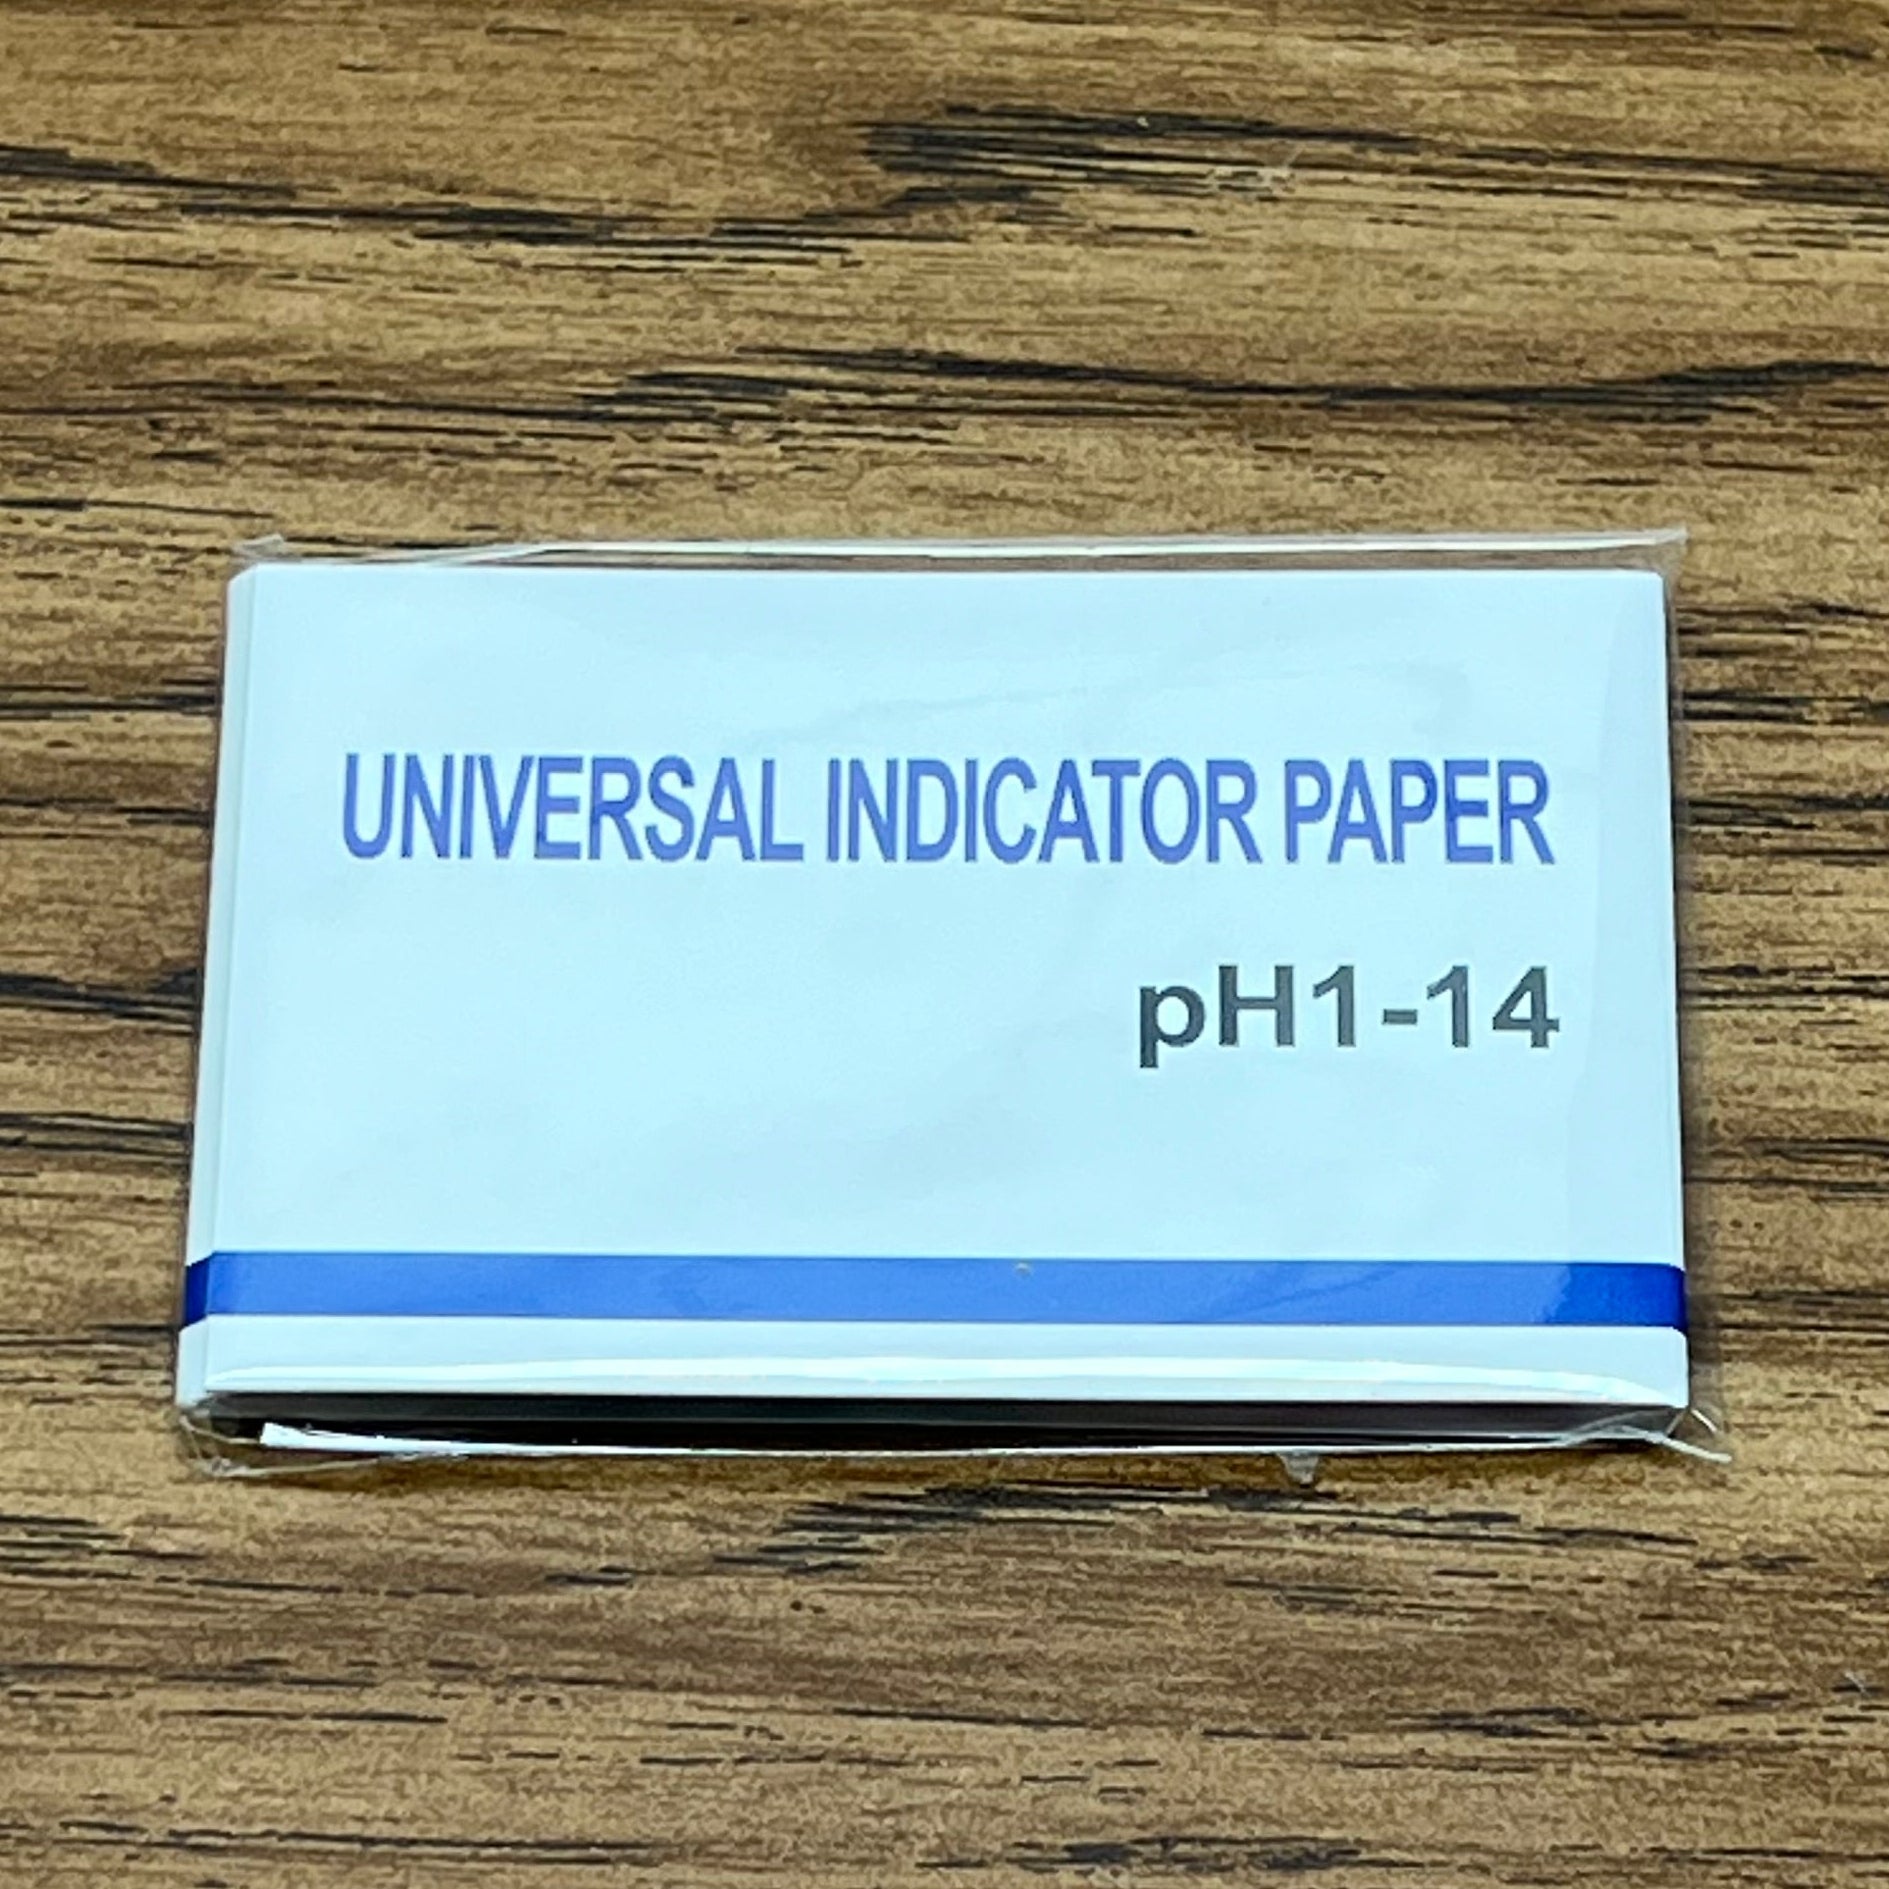 UNIVERSAL INDICATOR PAPER
pH1-14